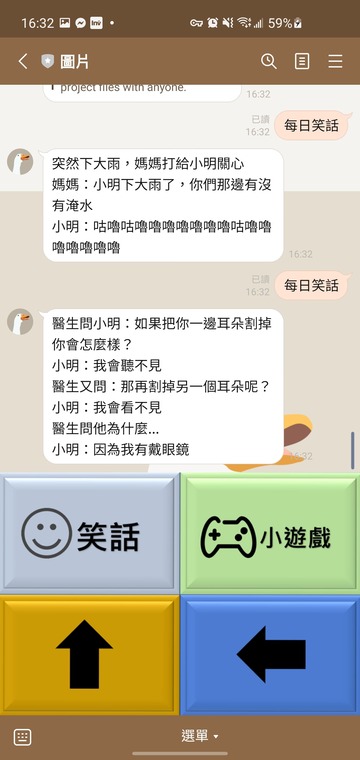 16:32
59%
圖片
project files with anyone.
16:32
已讀
16:32
每日笑話
突然下大雨，媽媽打給小明關心
媽媽：小明下大雨了，你們那邊有沒
有淹水
小明：咕嚕咕嚕嚕嚕嚕嚕嚕嚕咕嚕嚕
嚕嚕嚕嚕嚕嚕
16:32
已讀
16:32
每日笑話
醫生問小明：如果把你一邊耳朵割掉
你會怎麼樣？
小明：我會聽不見
醫生又問：那再割掉另一個耳朵呢？
小明：我會看不見
醫生問他為什麼...
小明：因為我有戴眼鏡
16:32
笑話
小遊戲
選單